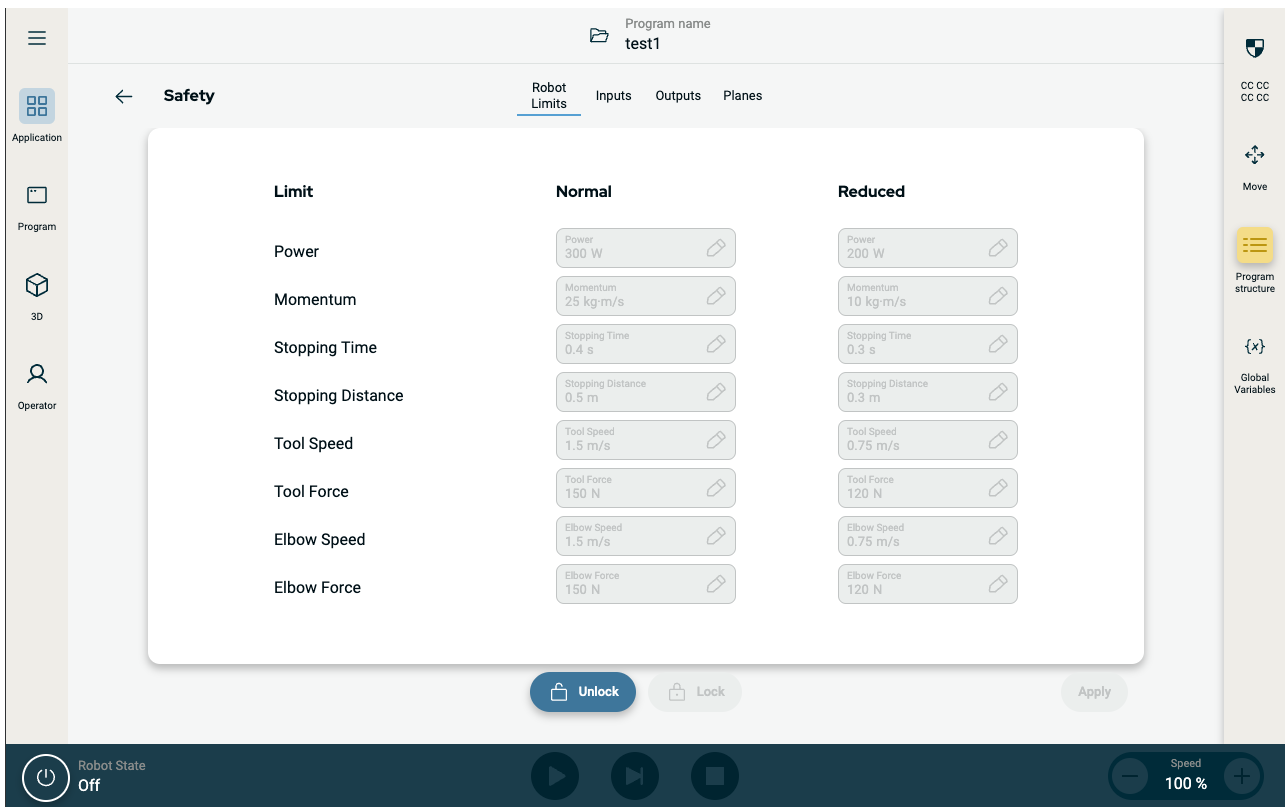 Program name
test1
Application
Program
3D
Operator
Safety
Robot
Limits
Inputs
Outputs
Planes
Limit Normal Reduced
Power
Power
300 W
Power
200 W
Momentum
Momentum
25 kg·m/s
Momentum
10 kg·m/s
Stopping Time
Stopping Time
0.4 s
Stopping Time
0.3 s
Stopping Distance
Stopping Distance
0.5 m
Stopping Distance
0.3 m
Tool Speed
Tool Speed
1.5 m/s
Tool Speed
0.75 m/s
Tool Force
Tool Force
150 N
Tool Force
120 N
Elbow Speed
Elbow Speed
1.5 m/s
Elbow Speed
0.75 m/s
Elbow Force
Elbow Force
150 N
Elbow Force
120 N
Unlock
Lock
Apply
CC CC
CC CC
Move
Program
structure
{x}
Global
Variables
Robot State
Off
Speed
100 %